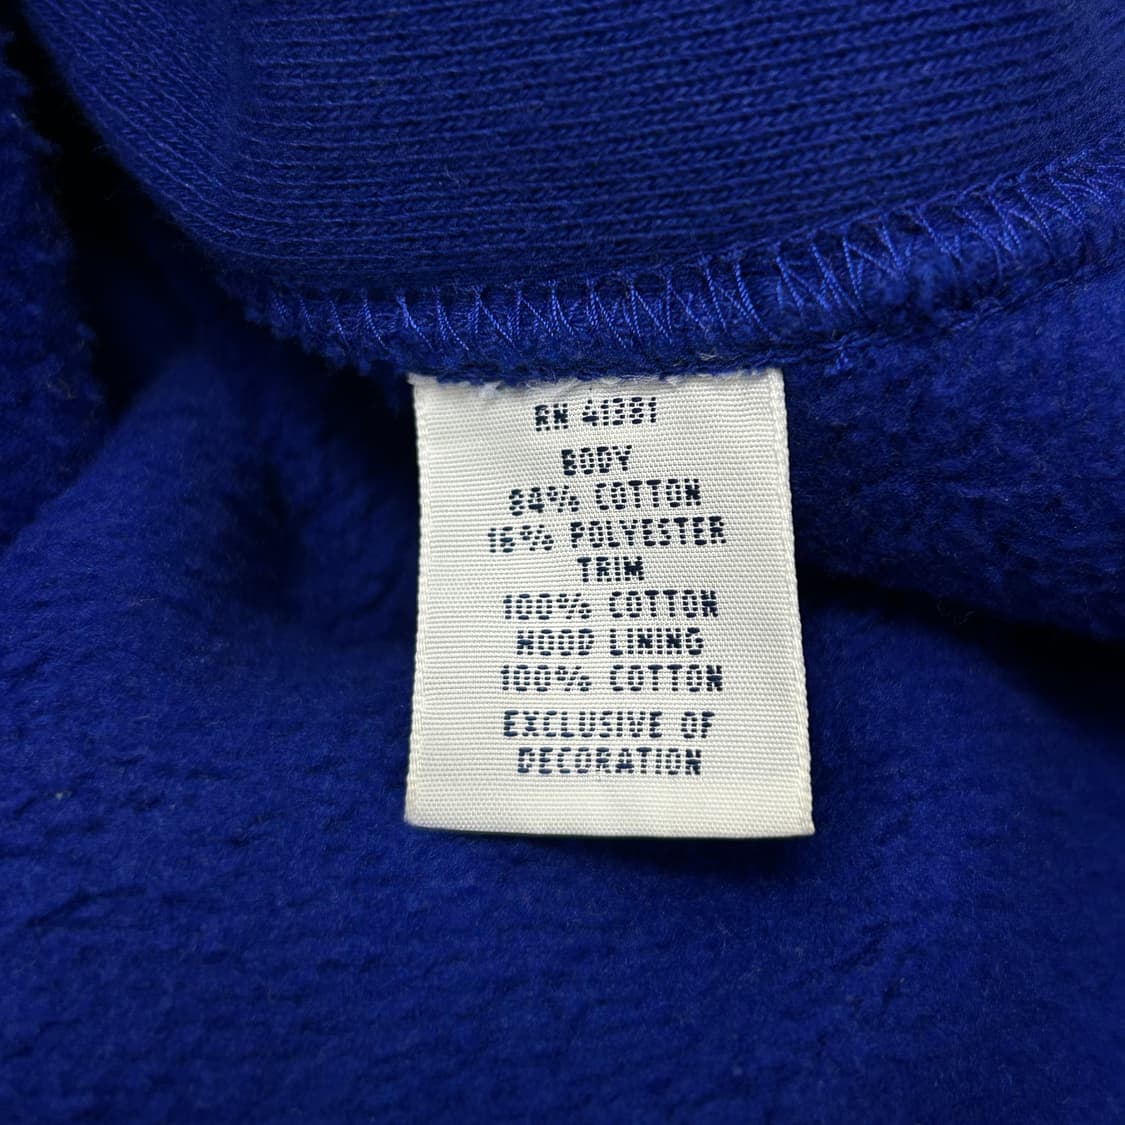 RN 41381
BODY
84% COTTON
16% POLYESTER
TRIM
100% COTTON
HOOD LINING
100% COTTON
EXCLUSIVE OF
DECORATION